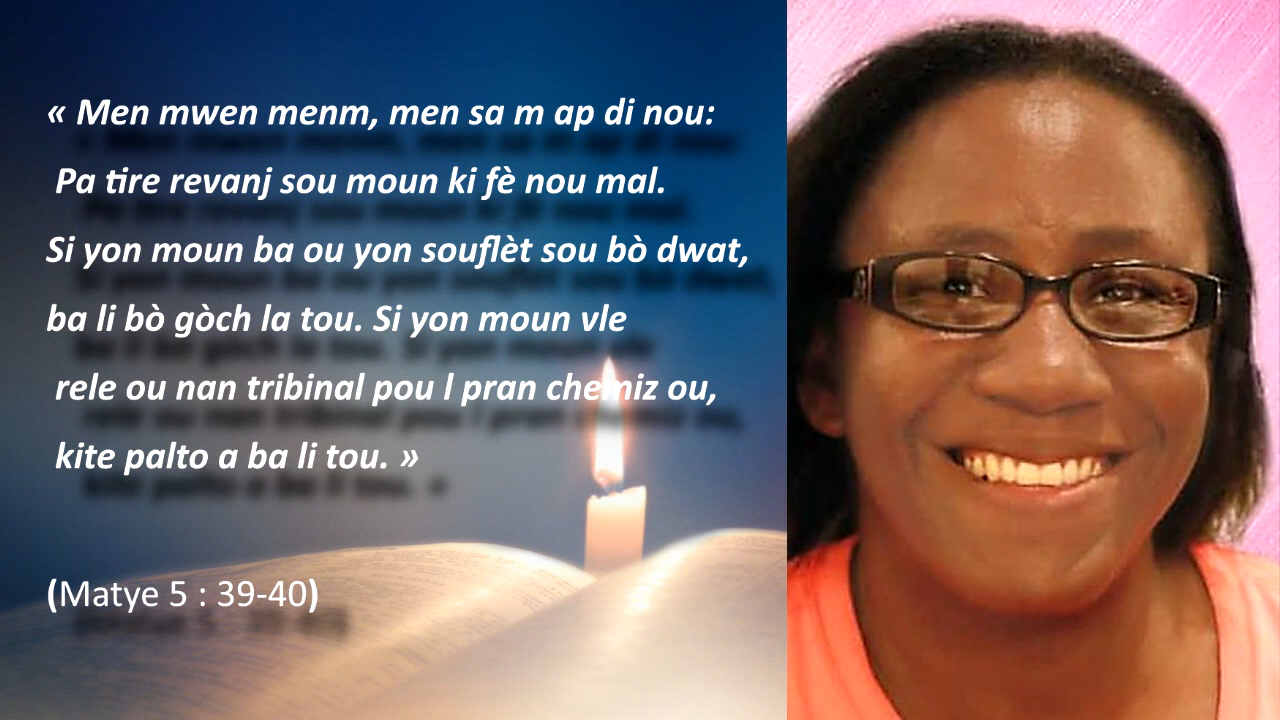 « Men mwen menm, men sa m ap di nou:
Pa tire revanj sou moun ki fè nou mal.
Si yon moun ba ou yon souflèt sou bò dwat,
ba li bò gòch la tou. Si yon moun vle
rele ou nan tribinal pou l pran chemiz ou,
kite palto a ba li tou. »
(Matye 5 : 39-40)